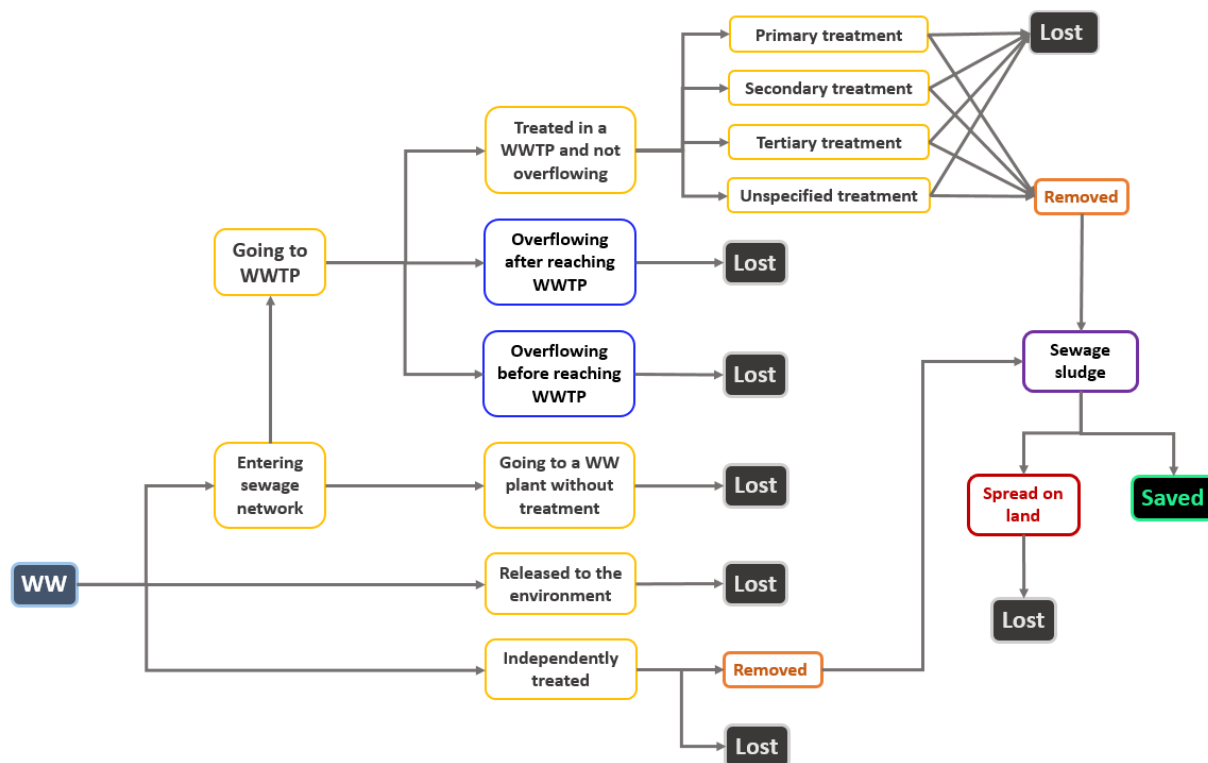 Primary treatment
Lost
Secondary treatment
Treated in a
WWTP and not
overflowing
Tertiary treatment
Unspecified treatment
Removed
Going to
WWTP
Overflowing
after reaching
WWTP
Lost
Overflowing
before reaching
WWTP
Lost
Sewage
sludge
Entering
sewage
network
Going to a WW
plant without
treatment
Lost
Spread on
land
Saved
WW
Released to the
environment
Lost
Lost
Independently
treated
Removed
Lost